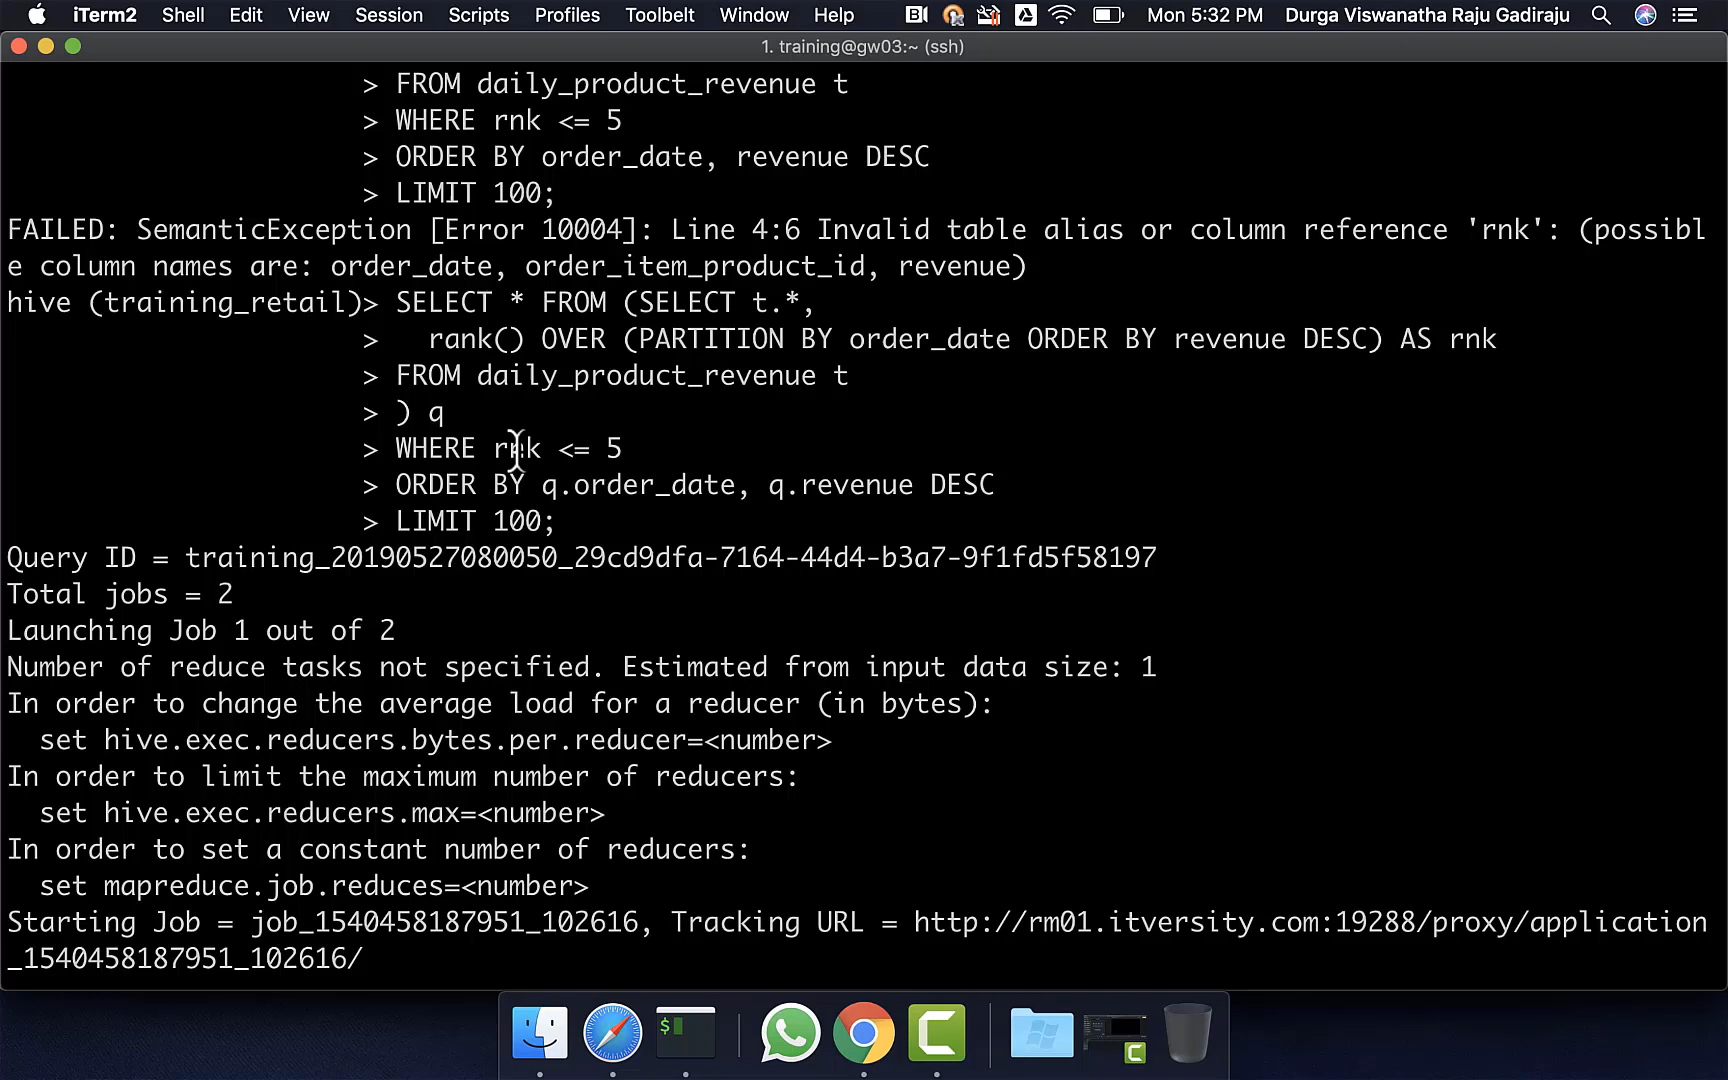 iTerm2 Shell Edit View Session Scripts Profiles Toolbelt Window Help Mon 5:32 PM Durga Viswanatha Raju Gadiraju
1. training@gw03:~ (ssh)
> FROM daily_product_revenue t
> WHERE rnk <= 5
> ORDER BY order_date, revenue DESC
> LIMIT 100;
FAILED: SemanticException [Error 10004]: Line 4:6 Invalid table alias or column reference 'rnk': (possibl
e column names are: order_date, order_item_product_id, revenue)
hive (training_retail)> SELECT * FROM (SELECT t.*,
> rank() OVER (PARTITION BY order_date ORDER BY revenue DESC) AS rnk
> FROM daily_product_revenue t
> ) q
> WHERE rnk <= 5
> ORDER BY q.order_date, q.revenue DESC
> LIMIT 100;
Query ID = training_20190527080050_29cd9dfa-7164-44d4-b3a7-9f1fd5f58197
Total jobs = 2
Launching Job 1 out of 2
Number of reduce tasks not specified. Estimated from input data size: 1
In order to change the average load for a reducer (in bytes):
set hive.exec.reducers.bytes.per.reducer=<number>
In order to limit the maximum number of reducers:
set hive.exec.reducers.max=<number>
In order to set a constant number of reducers:
set mapreduce.job.reduces=<number>
Starting Job = job_1540458187951_102616, Tracking URL = http://rm01.itversity.com:19288/proxy/application
_1540458187951_102616/